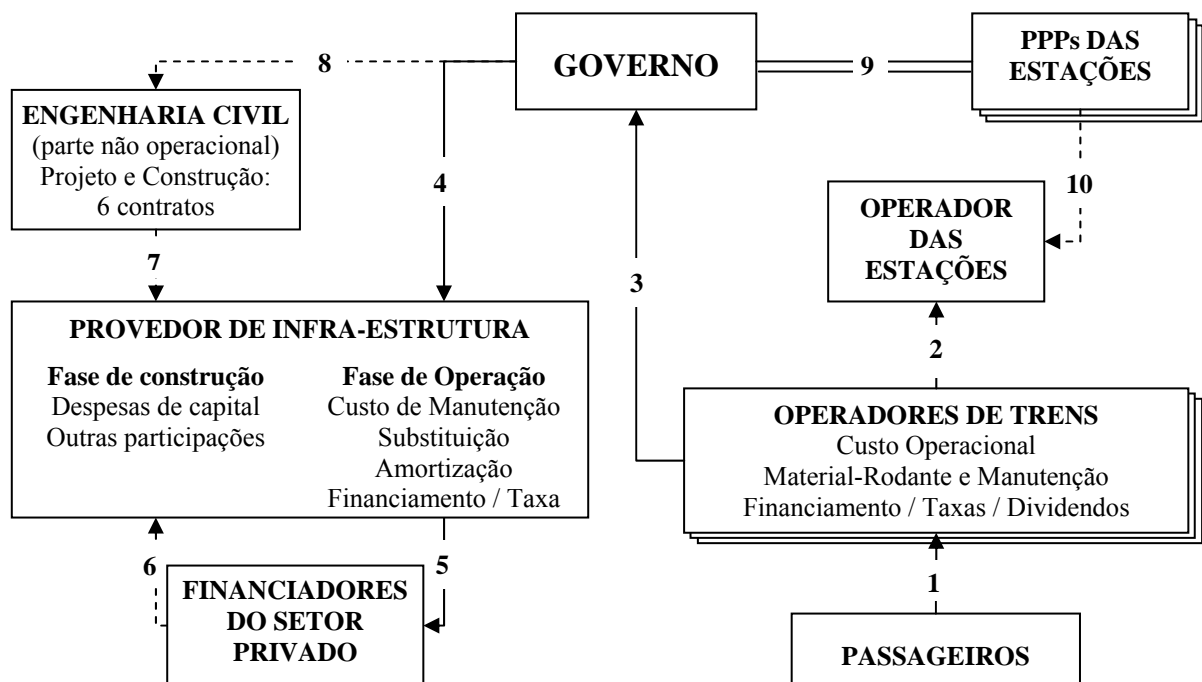 8
GOVERNO
9
PPPs DAS
ESTAÇÕES
ENGENHARIA CIVIL
(parte não operacional)
Projeto e Construção:
6 contratos
4
10
OPERADOR
DAS
ESTAÇÕES
7
3
PROVEDOR DE INFRA-ESTRUTURA
Fase de construção
Despesas de capital
Outras participações
Fase de Operação
Custo de Manutenção
Substituição
Amortização
Financiamento / Taxa
2
OPERADORES DE TRENS
Custo Operacional
Material-Rodante e Manutenção
Financiamento / Taxas / Dividendos
6
5
1
FINANCIADORES
DO SETOR
PRIVADO
PASSAGEIROS